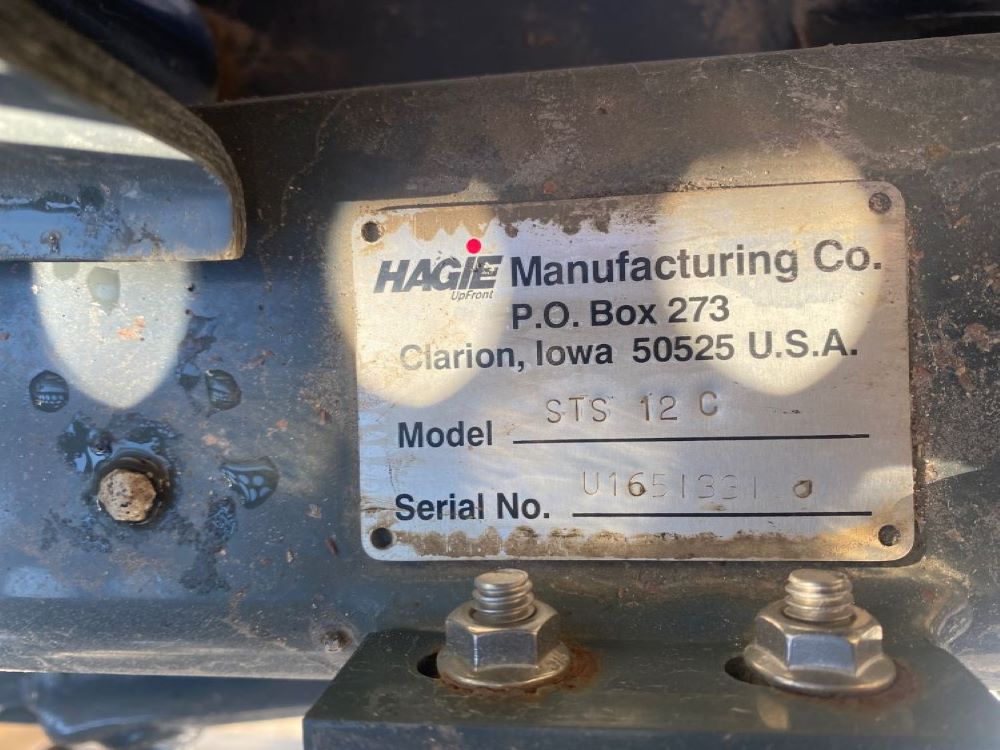 HAGIE Manufacturing Co.
UpFront
P.O. Box 273
Clarion, Iowa 50525 U.S.A.
Model STS 12 C
Serial No. U1651331